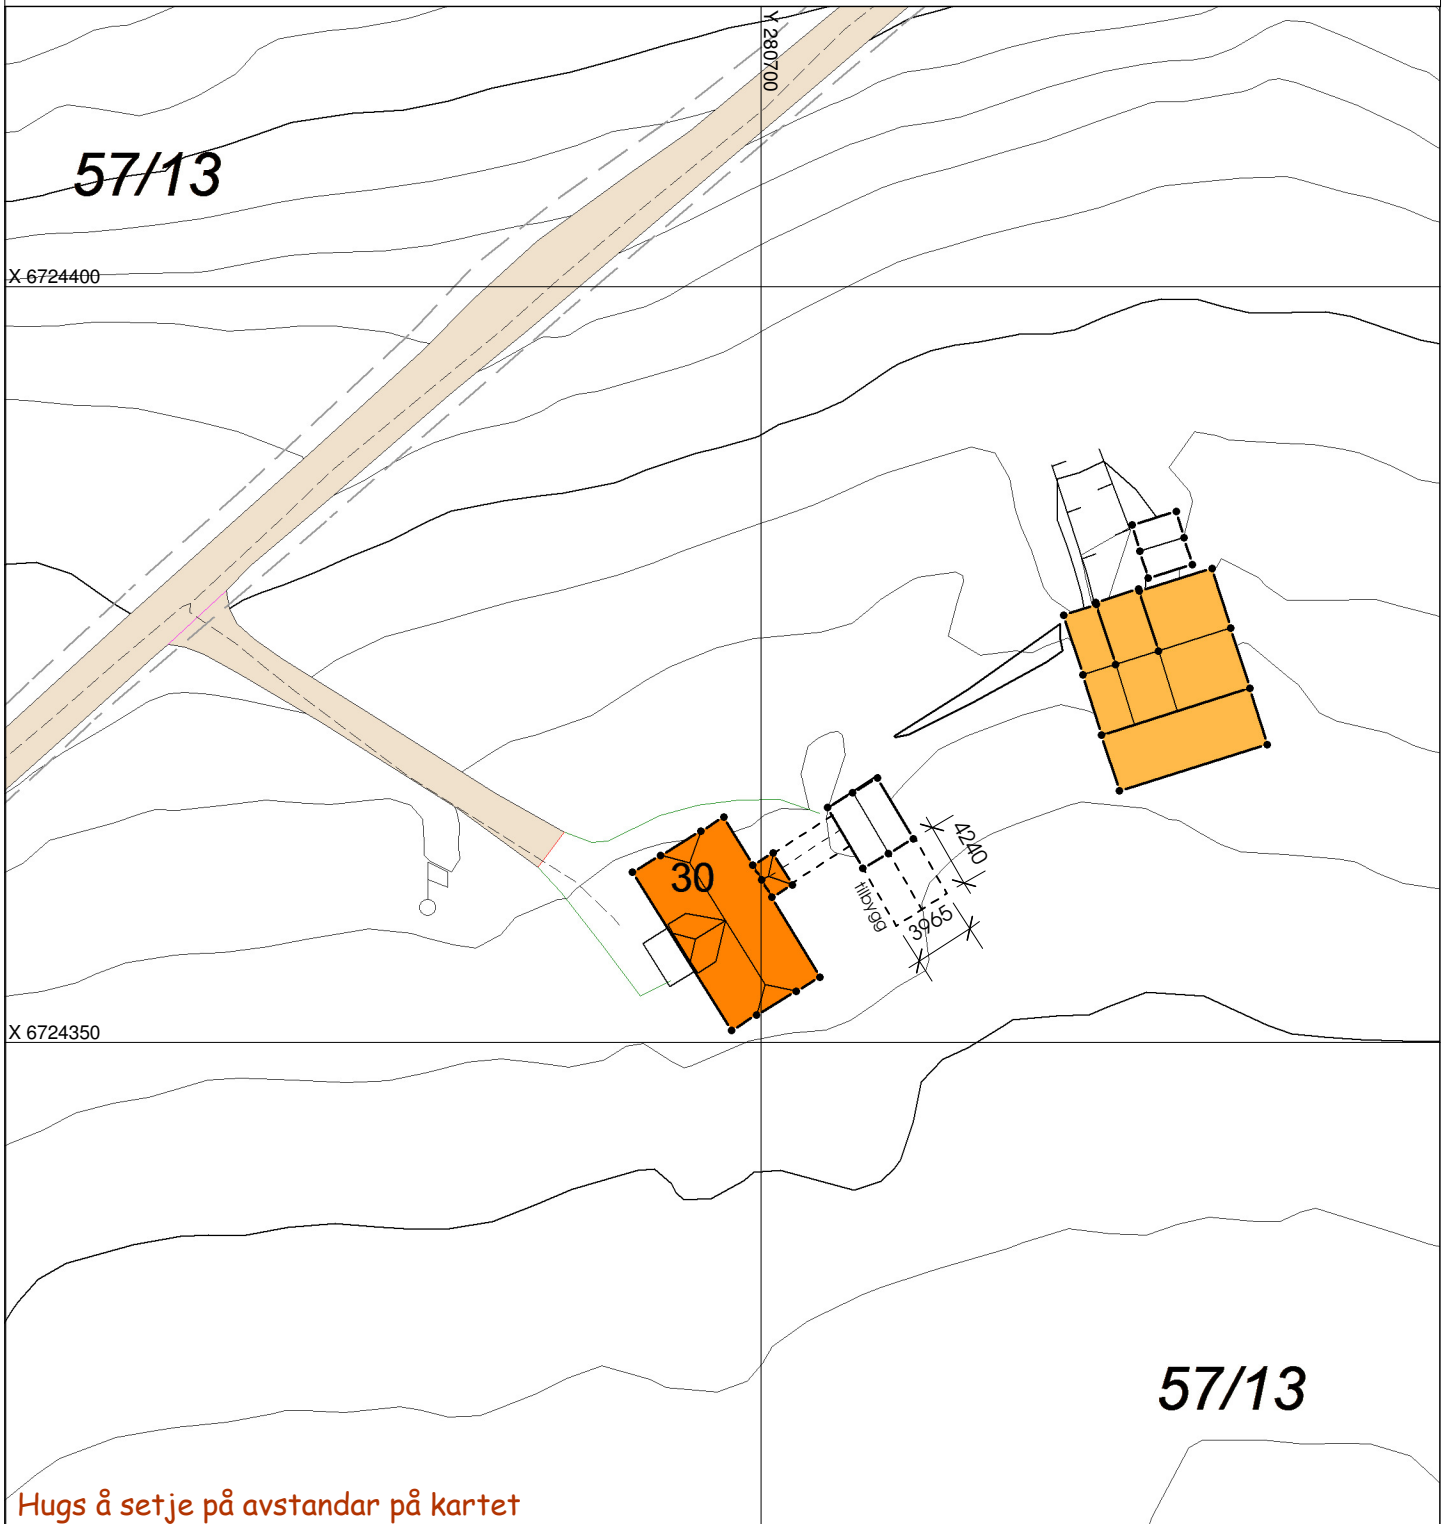 Y 280700
57/13
X 6724400
30
4240
tilbygg
3965
X 6724350
57/13
Hugs å setje på avstandar på kartet